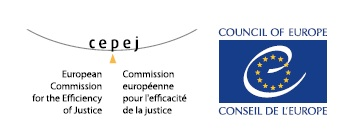 cepej
European
Commission
for the Efficiency
of Justice
Commission
européenne
pour l'efficacité
de la justice
COUNCIL OF EUROPE
CONSEIL DE L'EUROPE